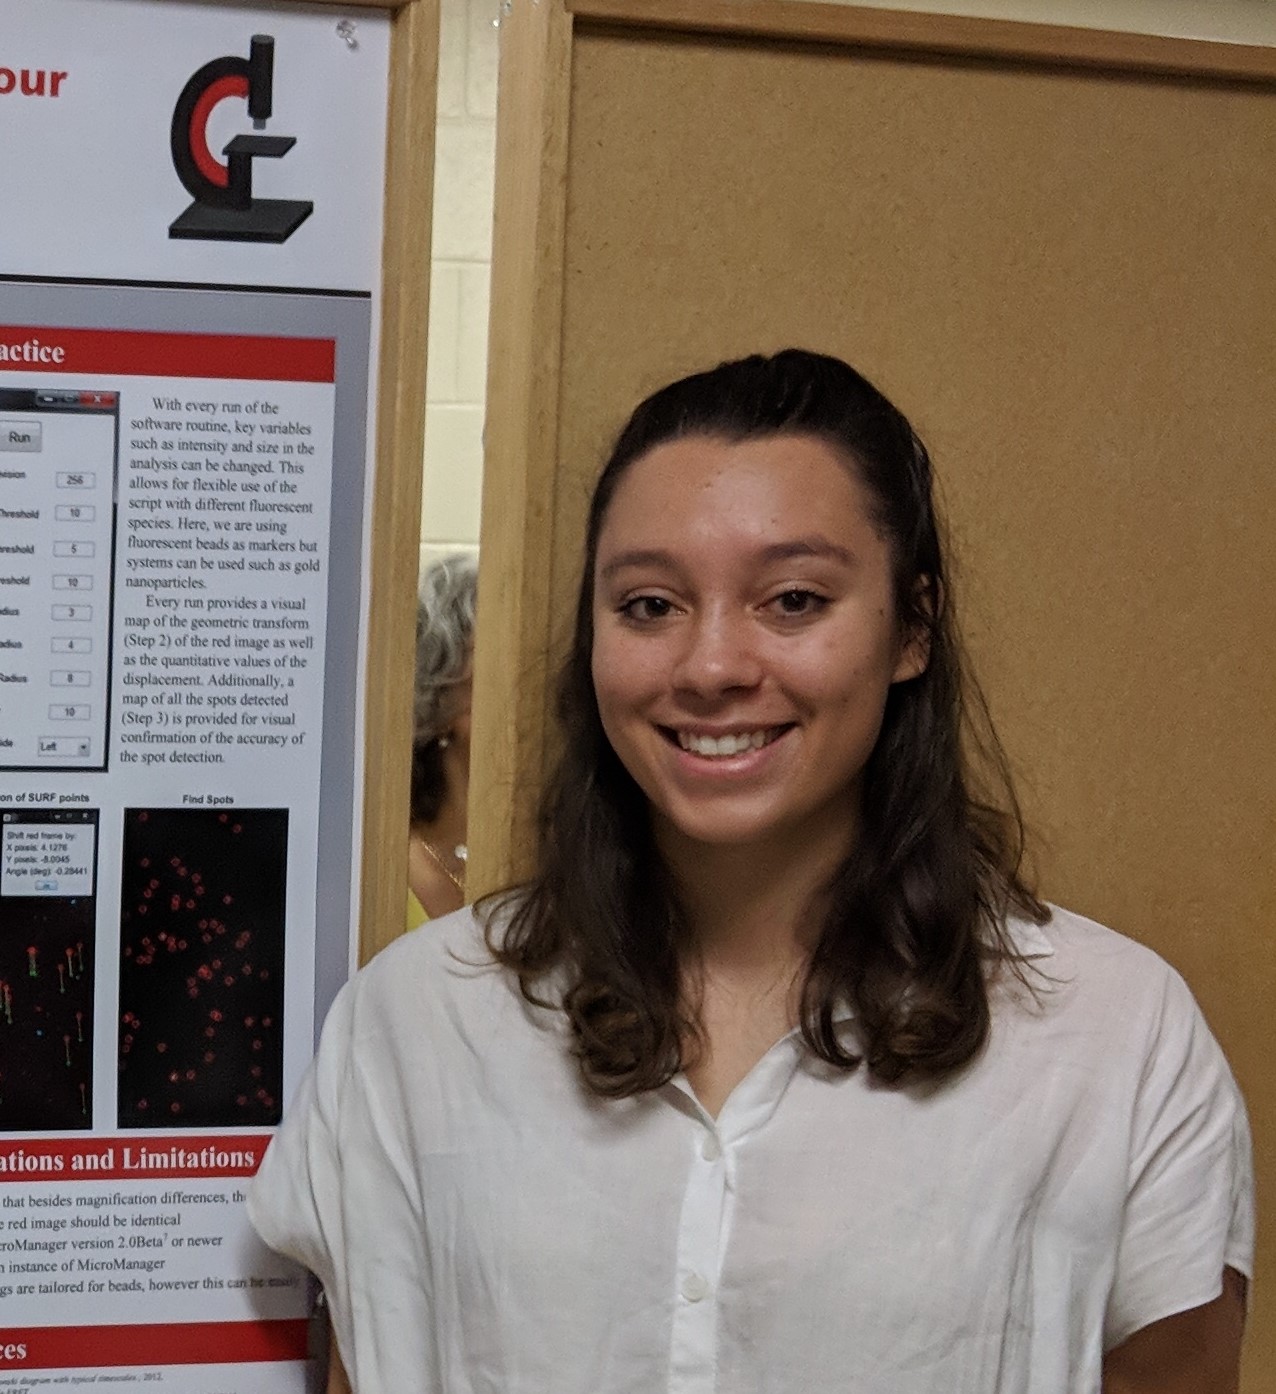 our
actice
Run
256
Threshold 10
5
10
3
4
Radius 8
10
Left
With every run of the
software routine, key variables
such as intensity and size in the
analysis can be changed. This
allows for flexible use of the
script with different fluorescent
species. Here, we are using
fluorescent beads as markers but
systems can be used such as gold
nanoparticles.
Every run provides a visual
map of the geometric transform
(Step 2) of the red image as well
as the quantitative values of the
displacement. Additionally, a
map of all the spots detected
(Step 3) is provided for visual
confirmation of the accuracy of
the spot detection.
on of SURF points
Shift red frame by:
X pixels: 4.1276
Y pixels: -8.0045
Angle (deg): -0.28441
Find Spots
ations and Limitations
that besides magnification differences, th
e red image should be identical
croManager version 2.0Beta7 or newer
n instance of MicroManager
gs are tailored for beads, however this can be easily
ces
diagram with typical timescales, 2012.